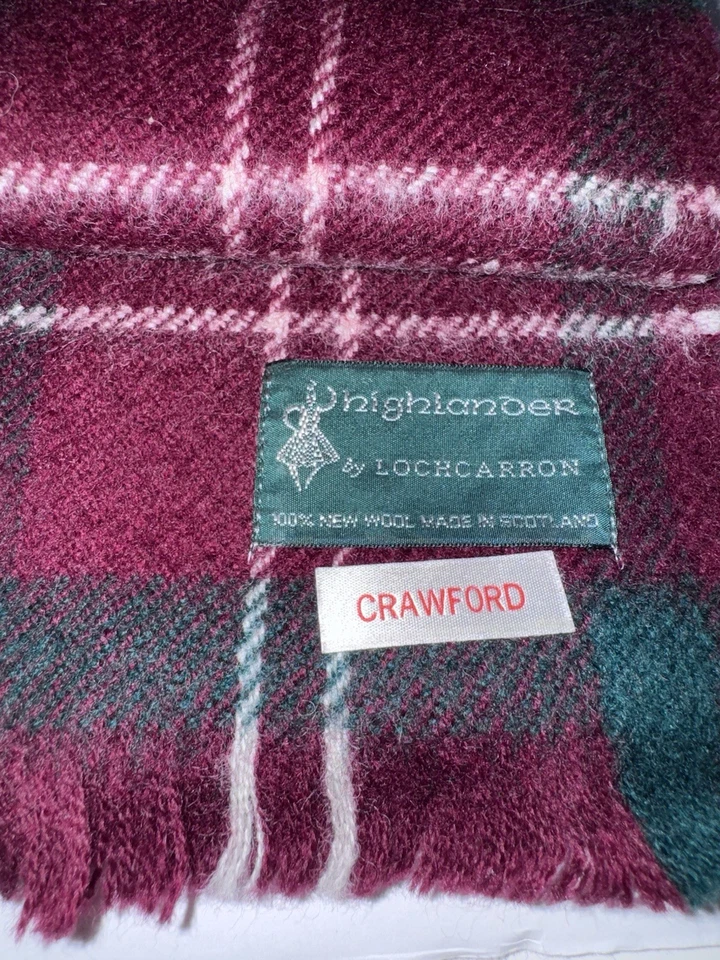 highlander
by LOCHCARRON
100% NEW WOOL MADE IN SCOTLAND
CRAWFORD